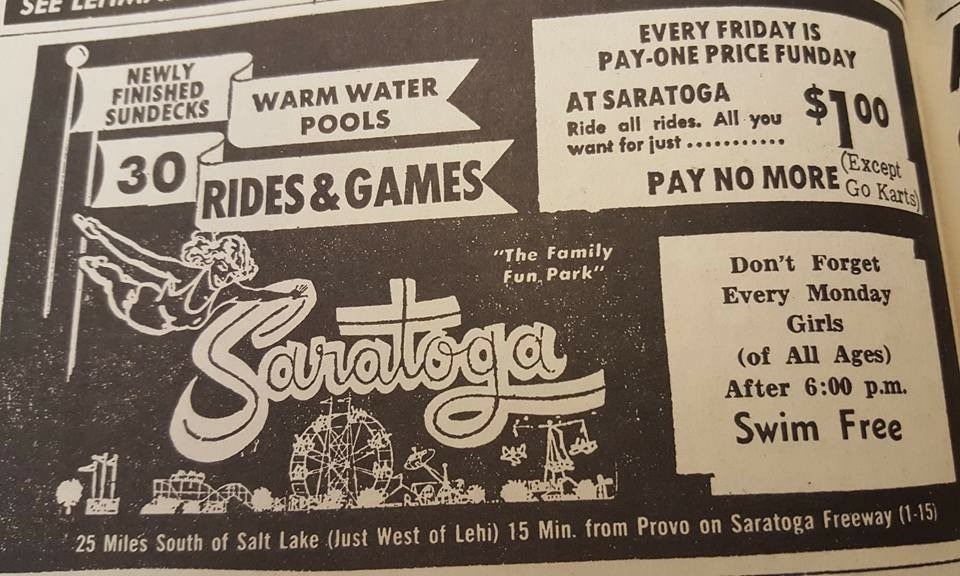 SEE LEHMA
NEWLY
FINISHED
SUNDECKS
WARM WATER
POOLS
30
RIDES & GAMES
EVERY FRIDAY IS
PAY-ONE PRICE FUNDAY
AT SARATOGA
Ride all rides. All you
want for just ...........
$1.00
PAY NO MORE (Except
Go Karts)
"The Family
Fun Park"
Saratoga
Don't Forget
Every Monday
Girls
(of All Ages)
After 6:00 p.m.
Swim Free
25 Miles South of Salt Lake (Just West of Lehi) 15 Min. from Provo on Saratoga Freeway (1-15)